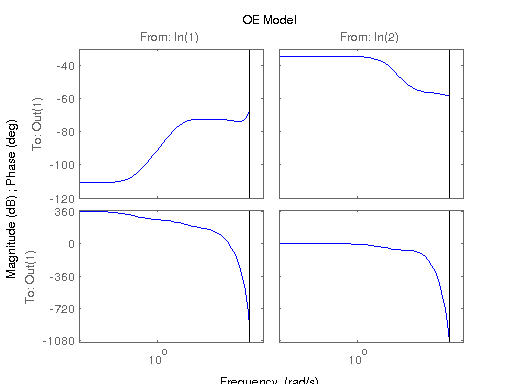 OE Model
From: In(1)
From: In(2)
To: Out(1)
-40
-60
-80
-100
-120
Magnitude (dB) ; Phase (deg)
To: Out(1)
360
0
-360
-720
-1080
10^0
10^0
Frequency (rad/s)